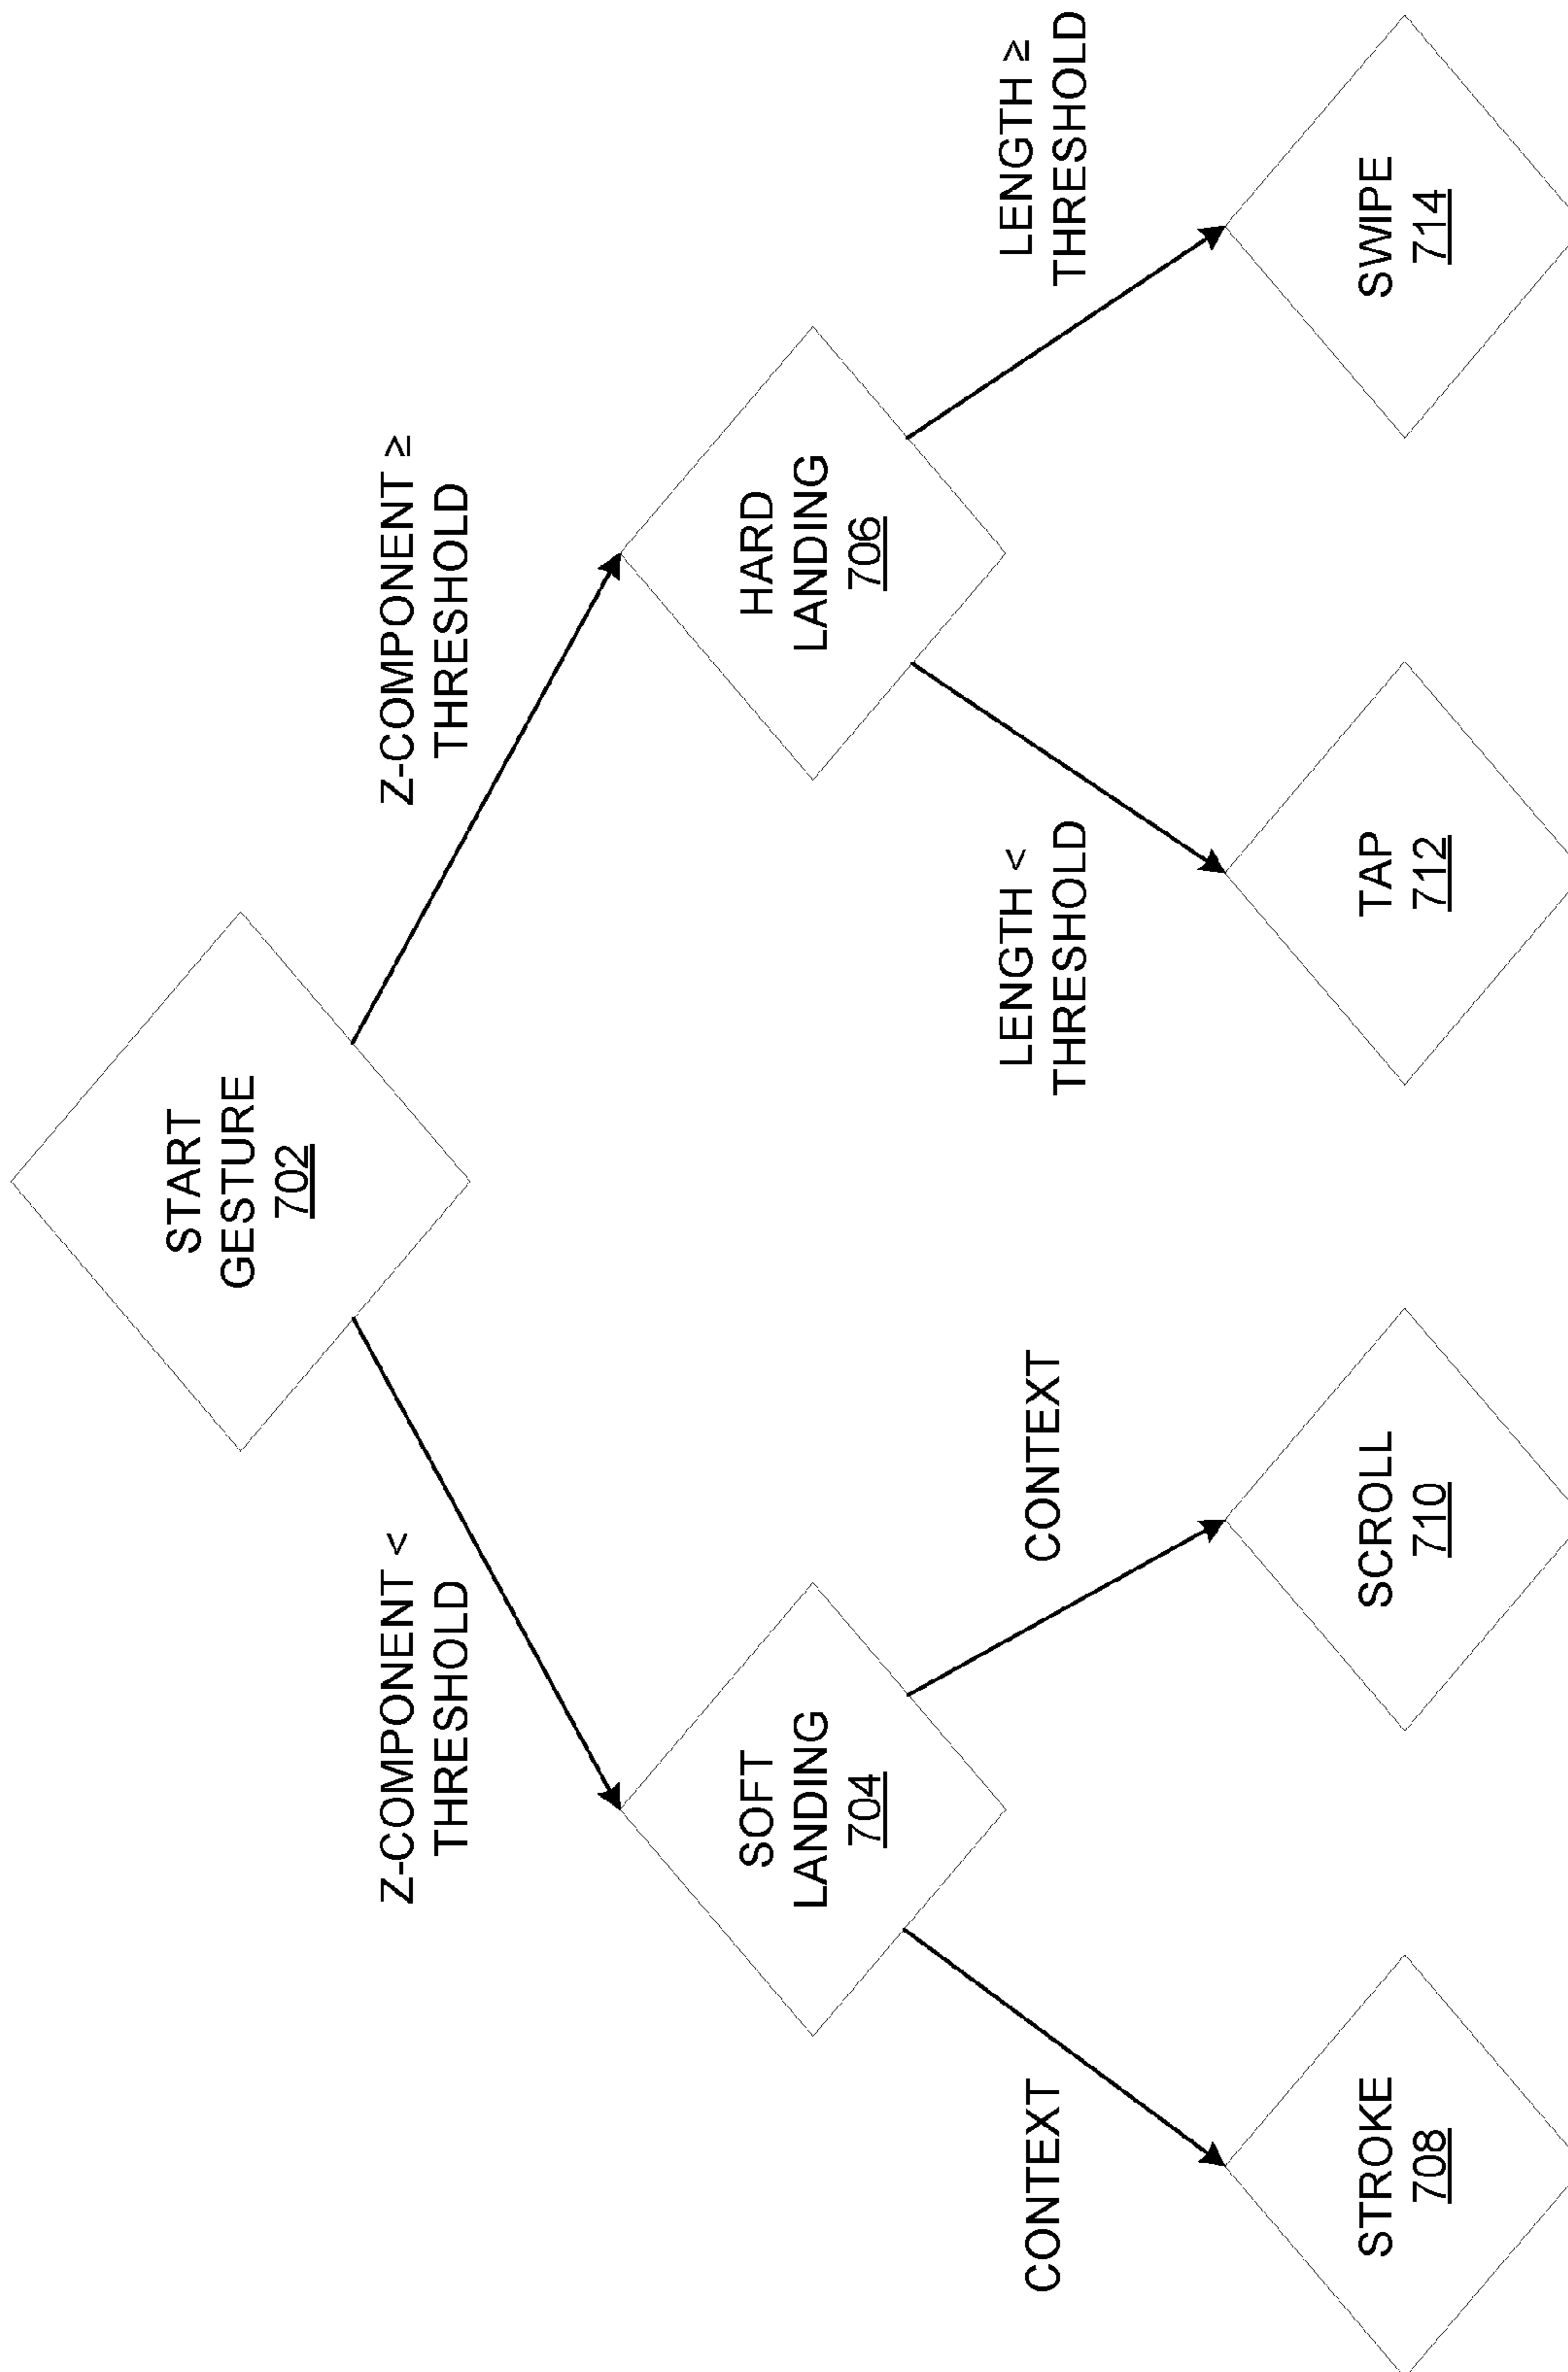 START
GESTURE
702
Z-COMPONENT <
THRESHOLD
Z-COMPONENT ≥
THRESHOLD
SOFT
LANDING
704
HARD
LANDING
706
CONTEXT
CONTEXT
LENGTH <
THRESHOLD
LENGTH ≥
THRESHOLD
STROKE
708
SCROLL
710
TAP
712
SWIPE
714